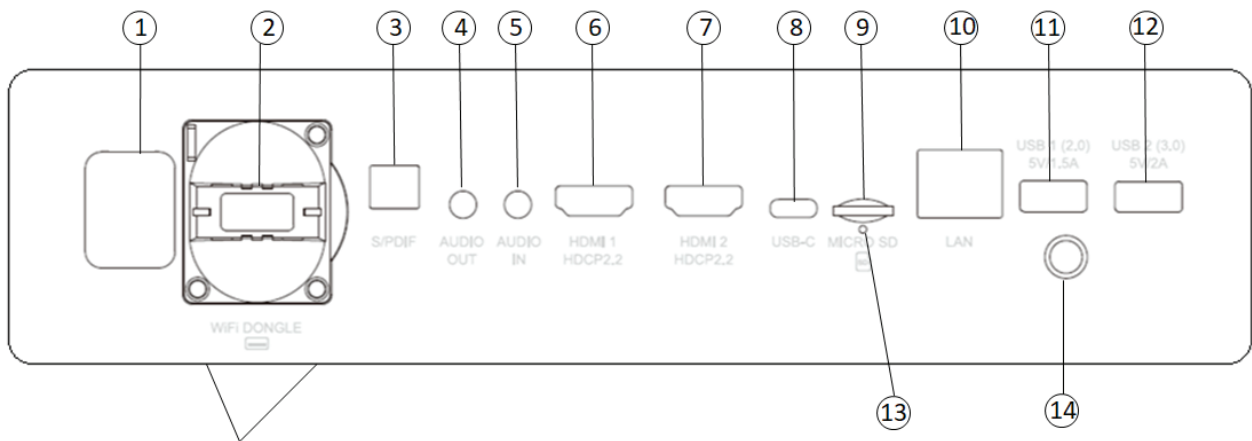 1 2 3 4 5 6 7 8 9 10 11 12
USB 1 (2,0) USB 2 (3,0)
5V/1.5A 5V/2A
S/PDIF AUDIO OUT AUDIO IN HDMI 1 HDCP2.2 HDMI 2 HDCP2.2 USB-C MICRO SD LAN
WiFi DONGLE
13 14